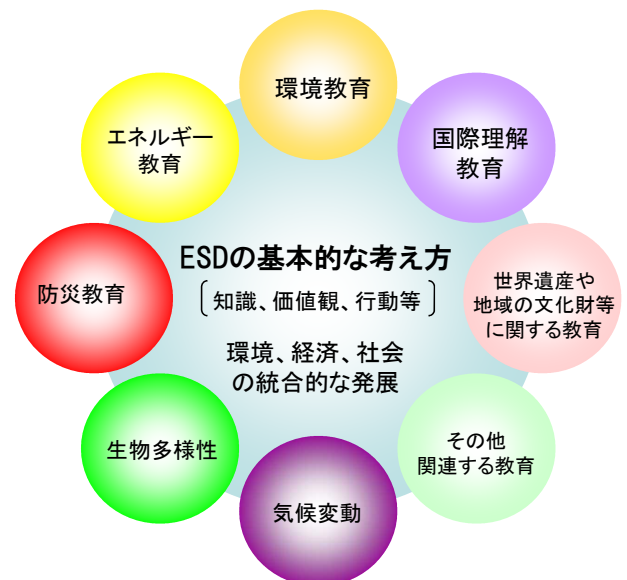 環境教育
エネルギー
教育
国際理解
教育
ESDの基本的な考え方
〔知識、価値観、行動等〕
環境、経済、社会
の統合的な発展
防災教育
世界遺産や
地域の文化財等
に関する教育
生物多様性
その他
関連する教育
気候変動